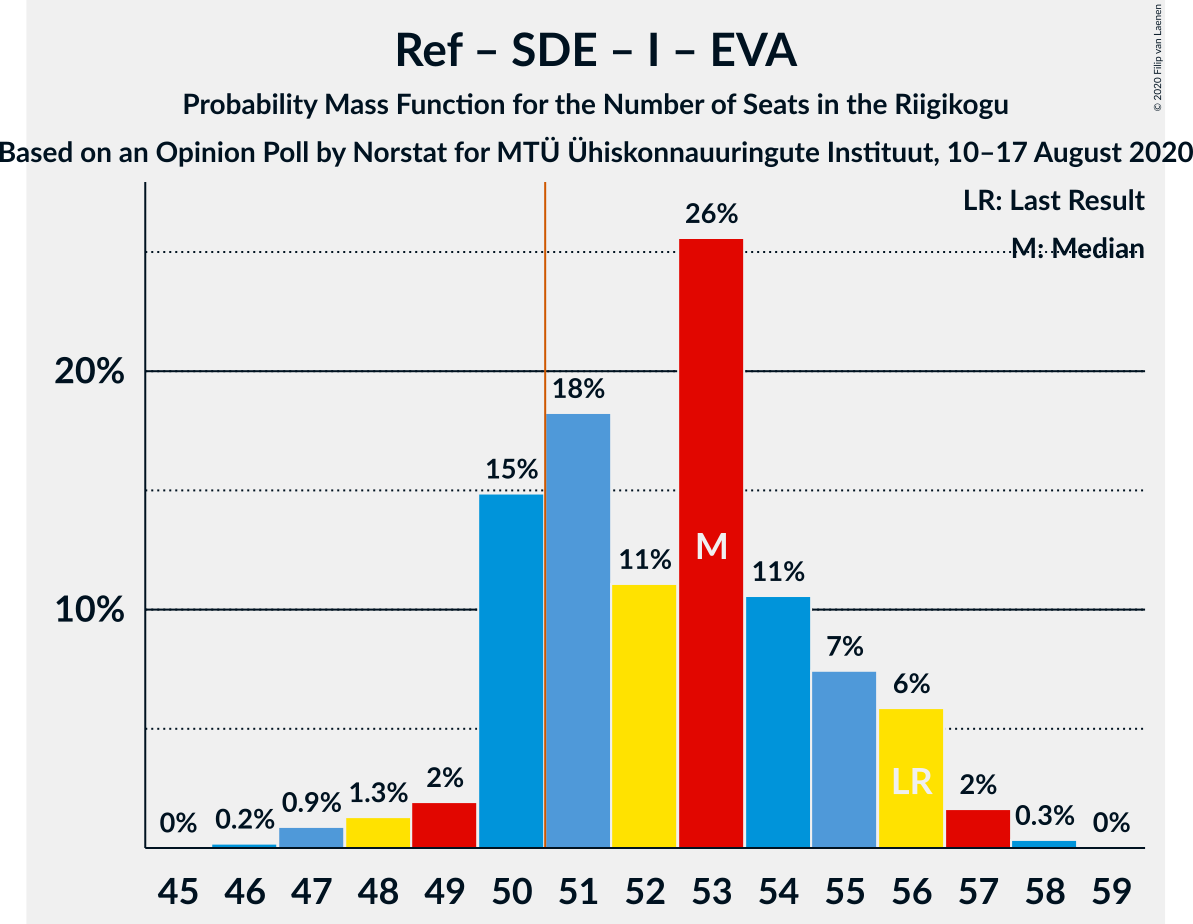 Ref – SDE – I – EVA
Probability Mass Function for the Number of Seats in the Riigikogu
Based on an Opinion Poll by Norstat for MTÜ Ühiskonnauuringute Instituut, 10–17 August 2020
© 2020 Filip van Laenen
LR: Last Result
M: Median
26%
20%
18%
15%
11%
M
11%
10%
7%
6%
LR
2%
1.3%
0.9%
0.2%
0%
2%
0.3%
0%
45 46 47 48 49 50 51 52 53 54 55 56 57 58 59